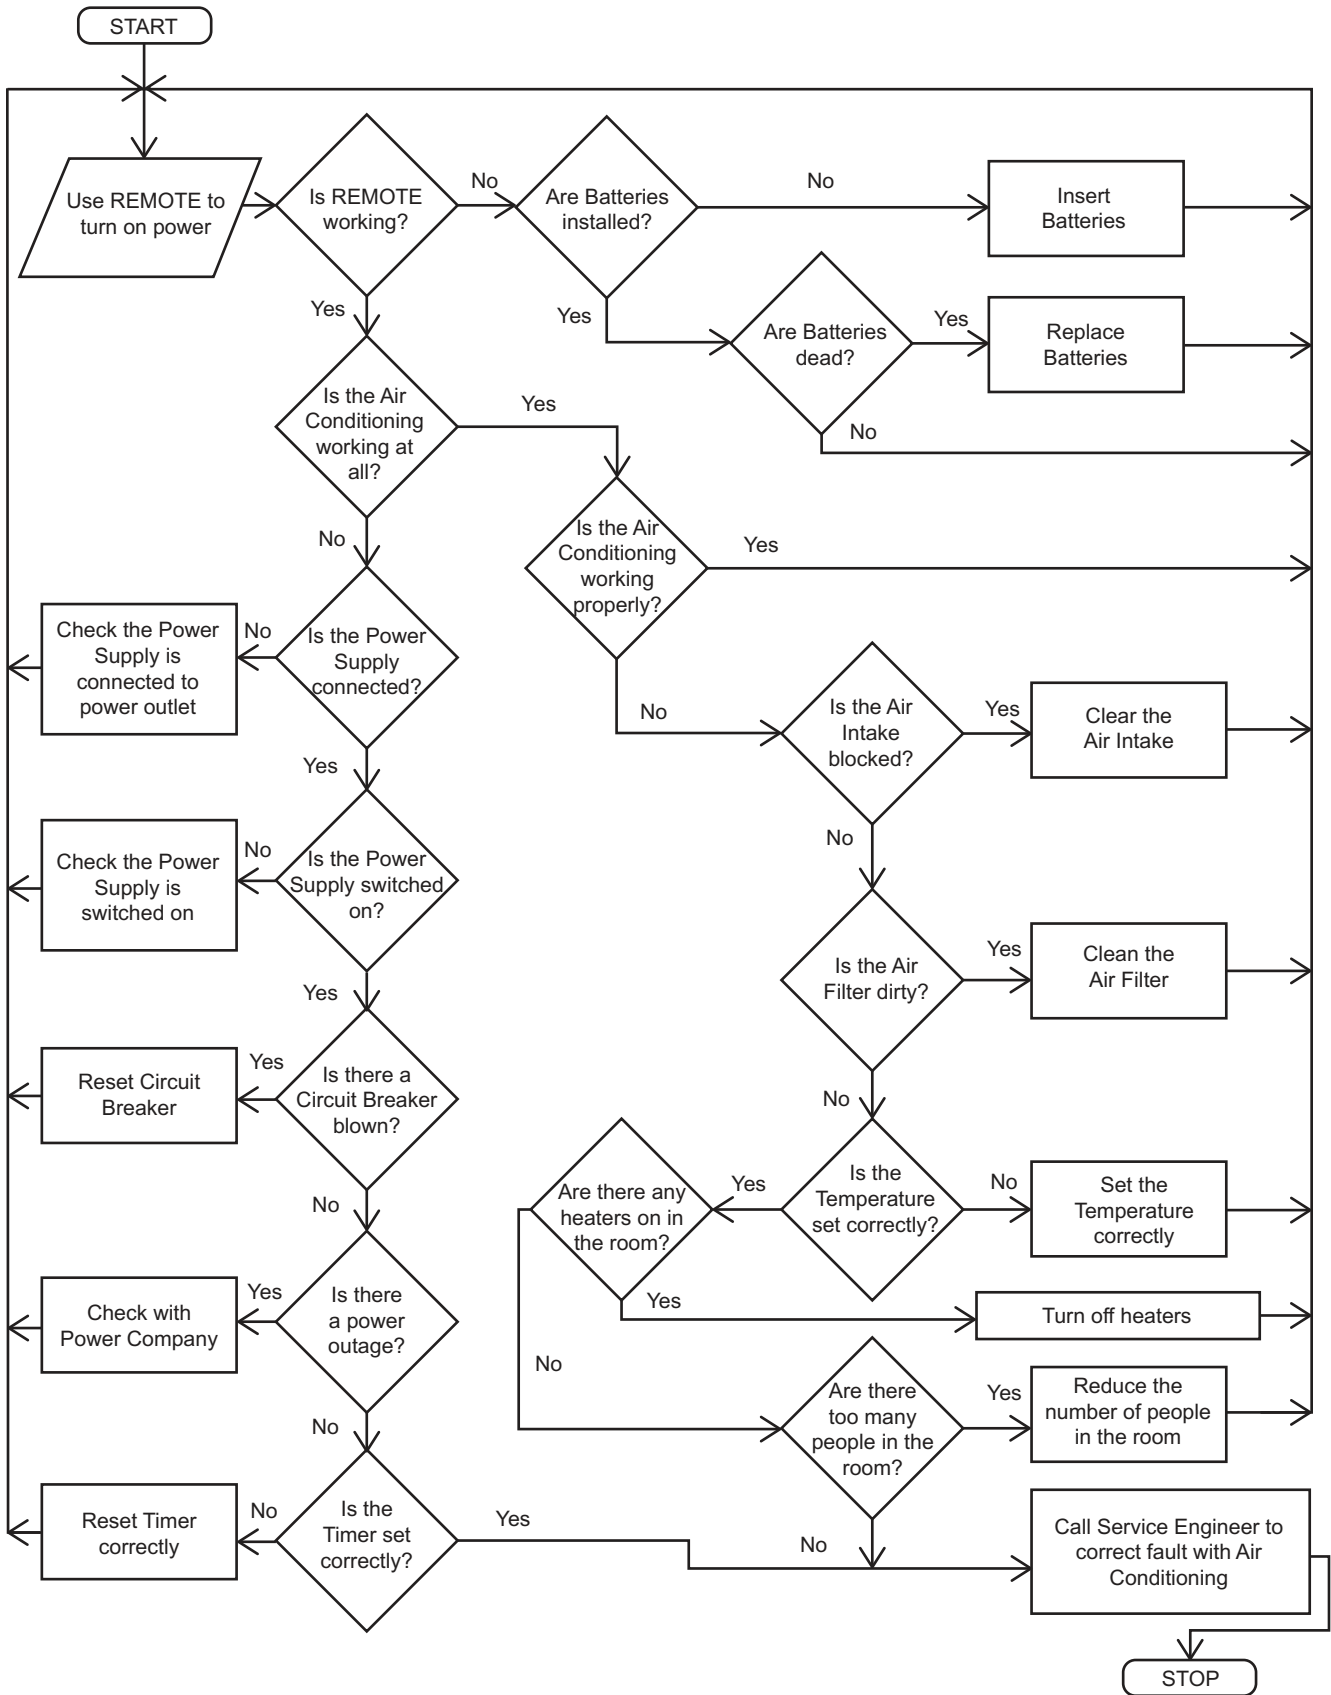 START
Use REMOTE to
turn on power
Is REMOTE
working?
No
Are Batteries
installed?
No
Insert
Batteries
Yes
Yes
Are Batteries
dead?
Yes
Replace
Batteries
No
Is the Air
Conditioning
working at
all?
Yes
No
Is the Air
Conditioning
working
properly?
Yes
No
Check the Power
Supply is
connected to
power outlet
No
Is the Power
Supply
connected?
Yes
Is the Air
Intake
blocked?
Yes
Clear the
Air Intake
No
Check the Power
Supply is
switched on
No
Is the Power
Supply switched
on?
Yes
Is the Air
Filter dirty?
Yes
Clean the
Air Filter
No
Reset Circuit
Breaker
Yes
Is there a
Circuit Breaker
blown?
No
Are there any
heaters on in
the room?
Yes
Is the
Temperature
set correctly?
No
Set the
Temperature
correctly
Yes
Turn off heaters
No
Check with
Power Company
Yes
Is there
a power
outage?
No
Are there
too many
people in the
room?
Yes
Reduce the
number of people
in the room
No
Reset Timer
correctly
No
Is the
Timer set
correctly?
Yes
Call Service Engineer to
correct fault with Air
Conditioning
STOP